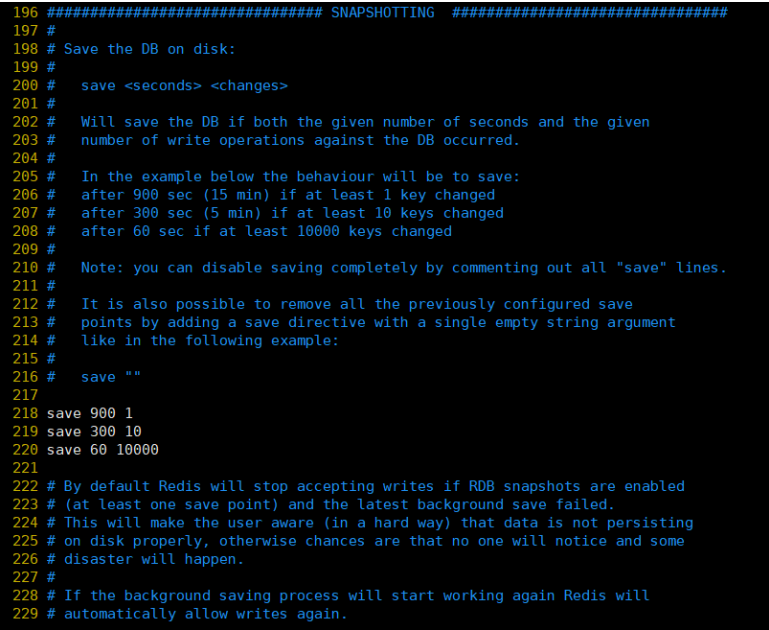 196 ################################ SNAPSHOTTING  ################################
197 #
198 # Save the DB on disk:
199 #
200 #   save <seconds> <changes>
201 #
202 #   Will save the DB if both the given number of seconds and the given
203 #   number of write operations against the DB occurred.
204 #
205 #   In the example below the behaviour will be to save:
206 #   after 900 sec (15 min) if at least 1 key changed
207 #   after 300 sec (5 min) if at least 10 keys changed
208 #   after 60 sec if at least 10000 keys changed
209 #
210 #   Note: you can disable saving completely by commenting out all "save" lines.
211 #
212 #   It is also possible to remove all the previously configured save
213 #   points by adding a save directive with a single empty string argument
214 #   like in the following example:
215 #
216 #   save ""
217
218 save 900 1
219 save 300 10
220 save 60 10000
221
222 # By default Redis will stop accepting writes if RDB snapshots are enabled
223 # (at least one save point) and the latest background save failed.
224 # This will make the user aware (in a hard way) that data is not persisting
225 # on disk properly, otherwise chances are that no one will notice and some
226 # disaster will happen.
227 #
228 # If the background saving process will start working again Redis will
229 # automatically allow writes again.